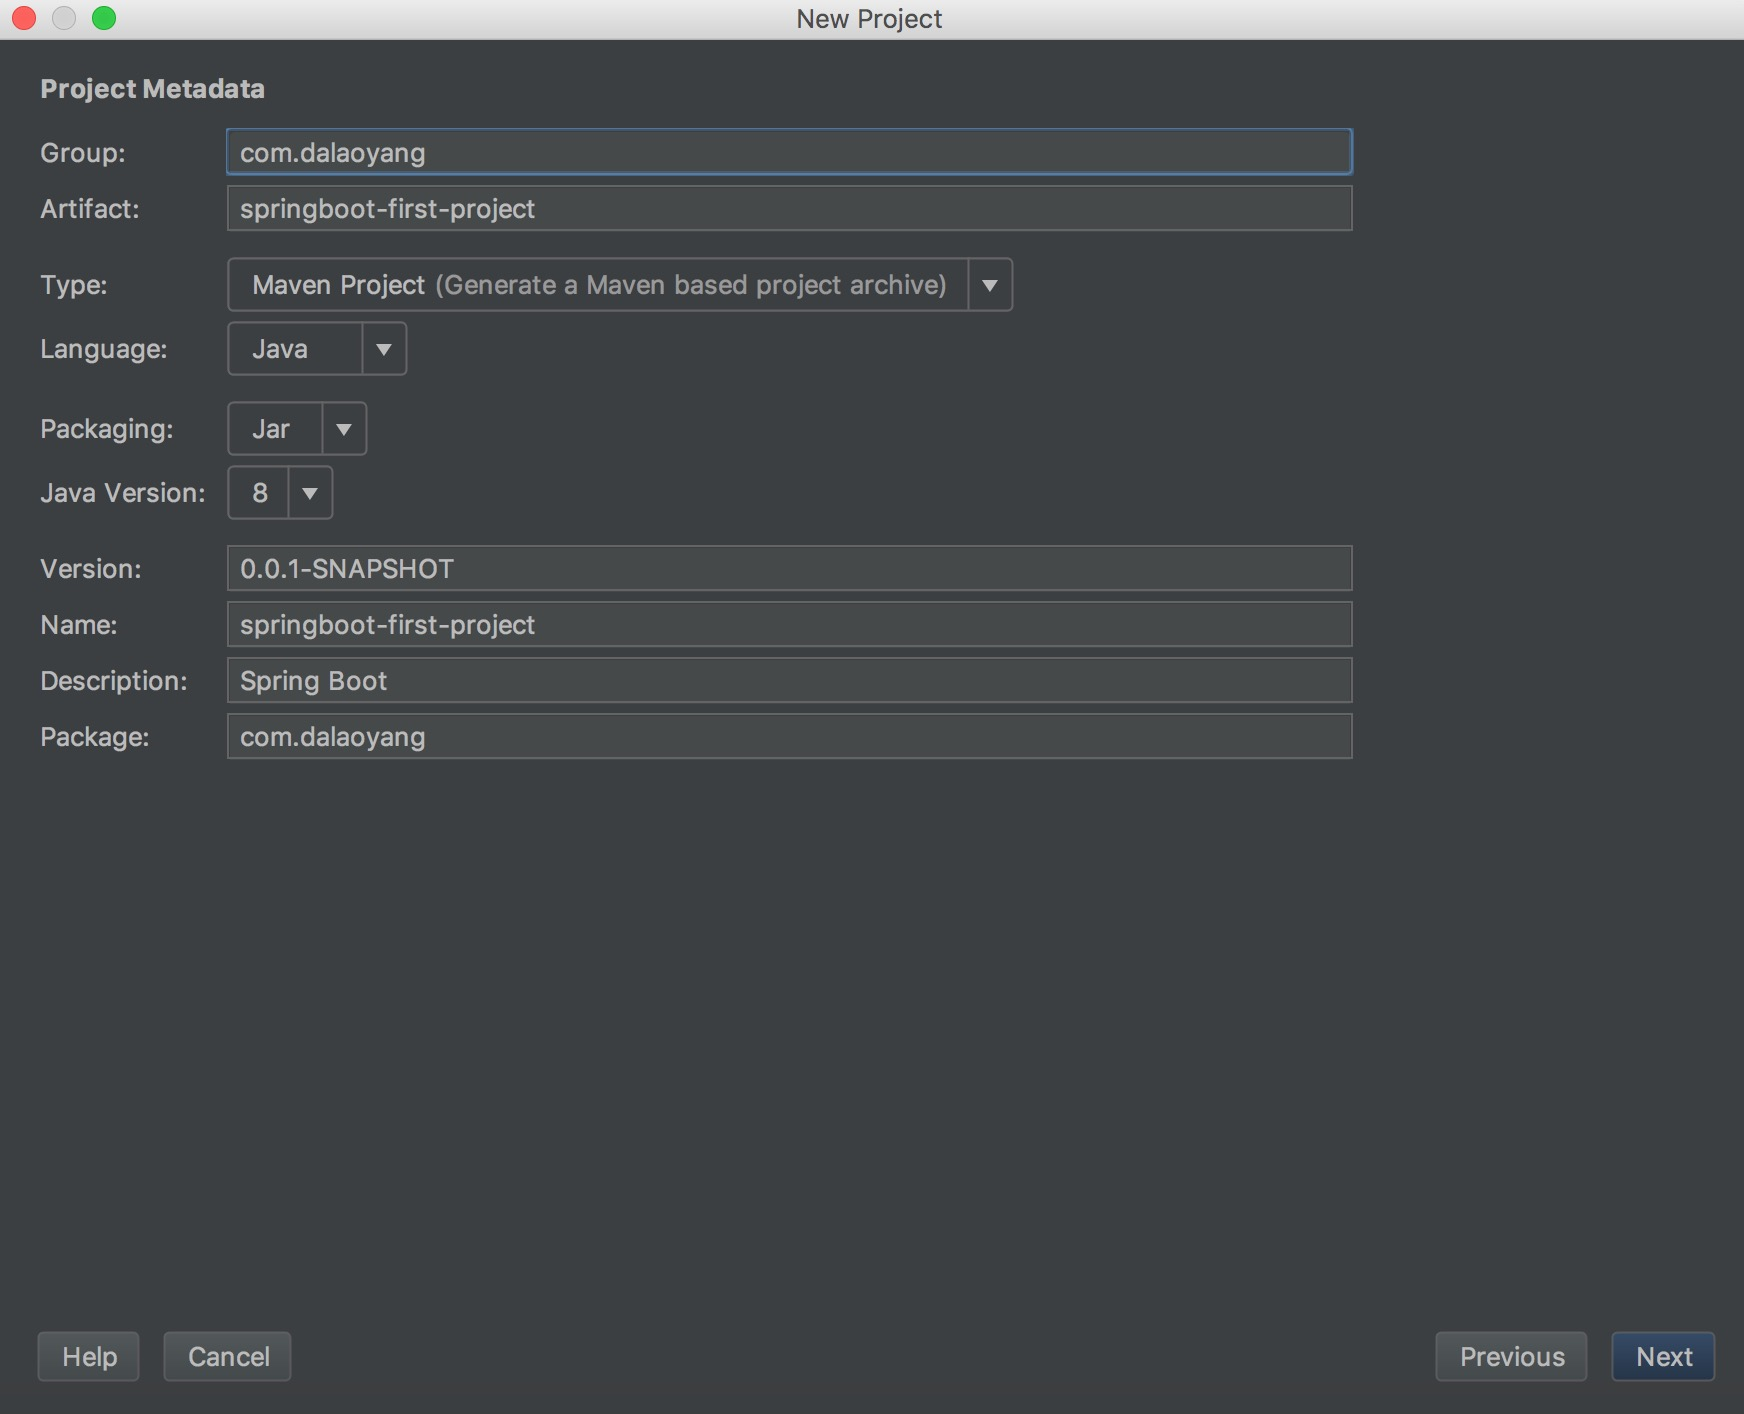 New Project
Project Metadata
Group: com.dalaoyang
Artifact: springboot-first-project
Type: Maven Project (Generate a Maven based project archive)
Language: Java
Packaging: Jar
Java Version: 8
Version: 0.0.1-SNAPSHOT
Name: springboot-first-project
Description: Spring Boot
Package: com.dalaoyang
Help Cancel Previous Next